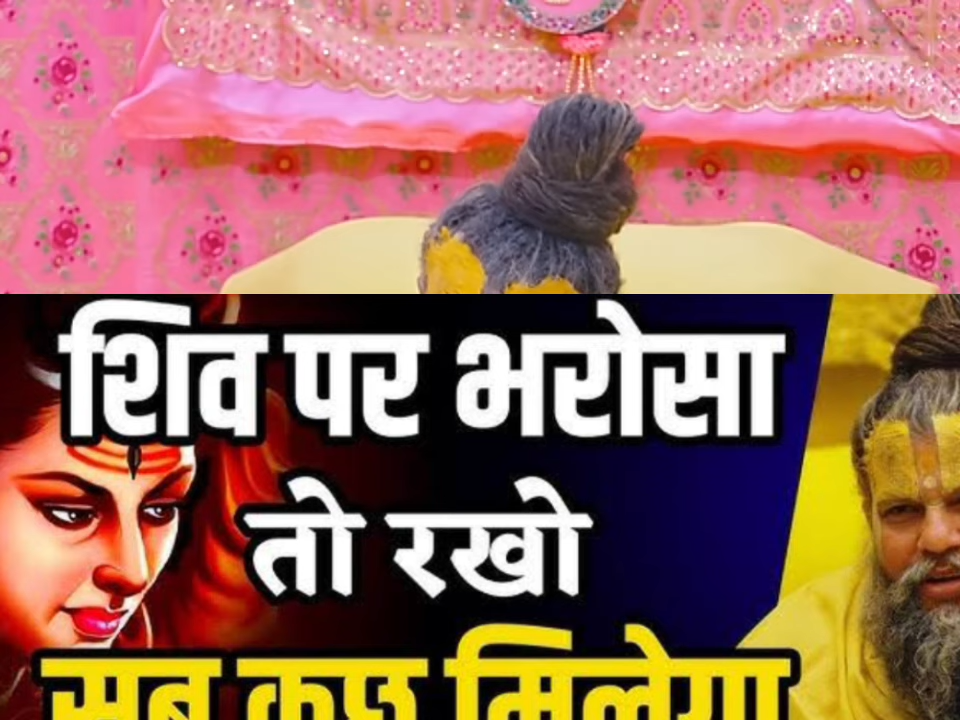 शिव पर भरोसा
तो रखो
सब कुछ मिलेगा